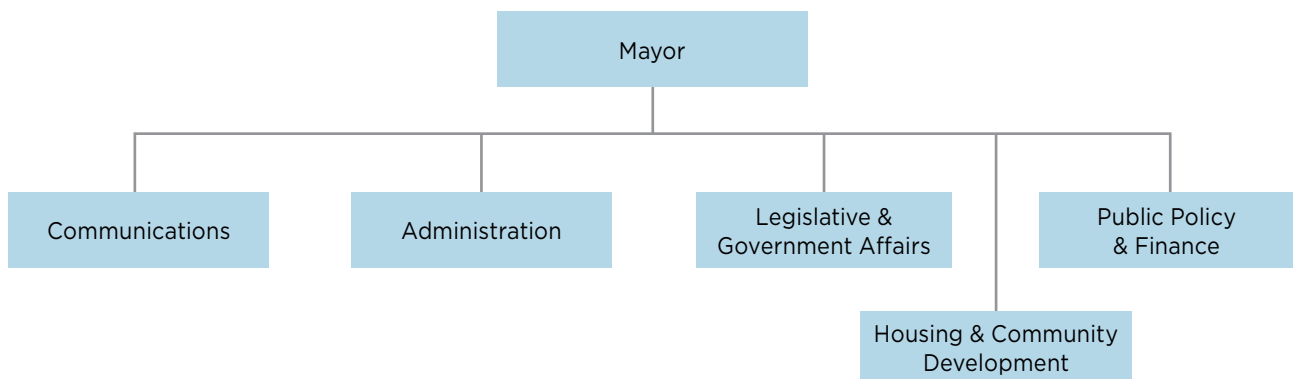 Mayor
Communications
Administration
Legislative &
Government Affairs
Public Policy
& Finance
Housing & Community
Development